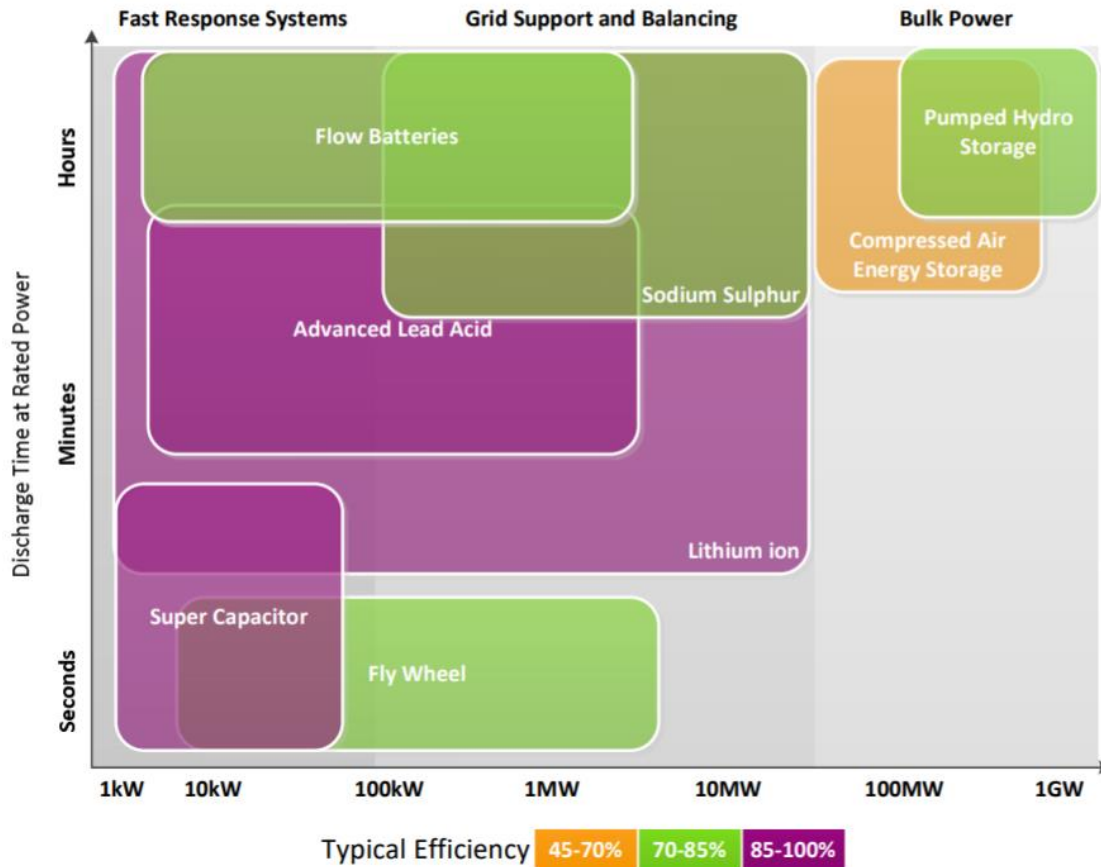 Fast Response Systems
Grid Support and Balancing
Bulk Power
Discharge Time at Rated Power
Hours
Minutes
Seconds
Flow Batteries
Pumped Hydro
Storage
Compressed Air
Energy Storage
Sodium Sulphur
Advanced Lead Acid
Lithium ion
Super Capacitor
Fly Wheel
1kW
10kW
100kW
1MW
10MW
100MW
1GW
Typical Efficiency
45-70%
70-85%
85-100%